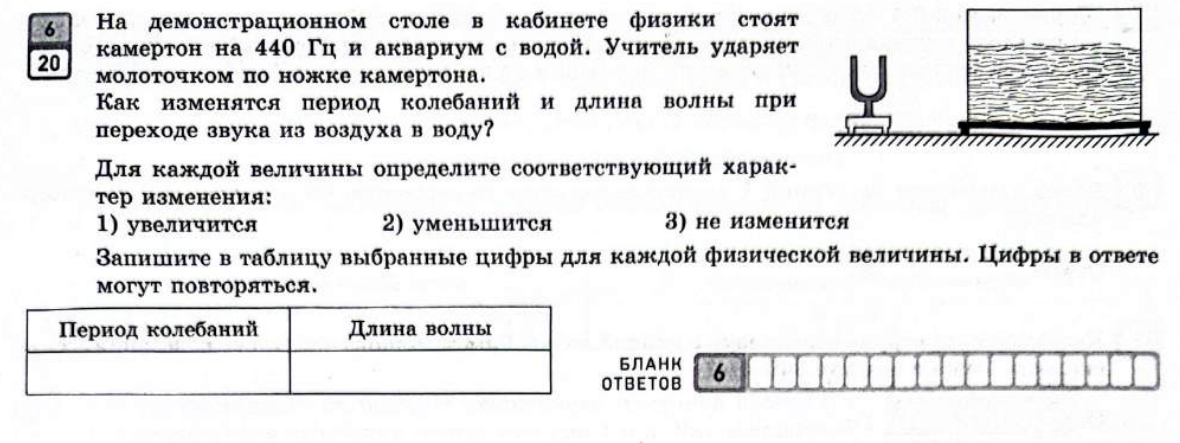 6
20
На демонстрационном столе в кабинете физики стоят
камертон на 440 Гц и аквариум с водой. Учитель ударяет
молоточком по ножке камертона.
Как изменятся период колебаний и длина волны при
переходе звука из воздуха в воду?
Для каждой величины определите соответствующий харак-
тер изменения:
1) увеличится 2) уменьшится 3) не изменится
Запишите в таблицу выбранные цифры для каждой физической величины. Цифры в ответе
могут повторяться.
Период колебаний Длина волны
БЛАНК
ОТВЕТОВ 6